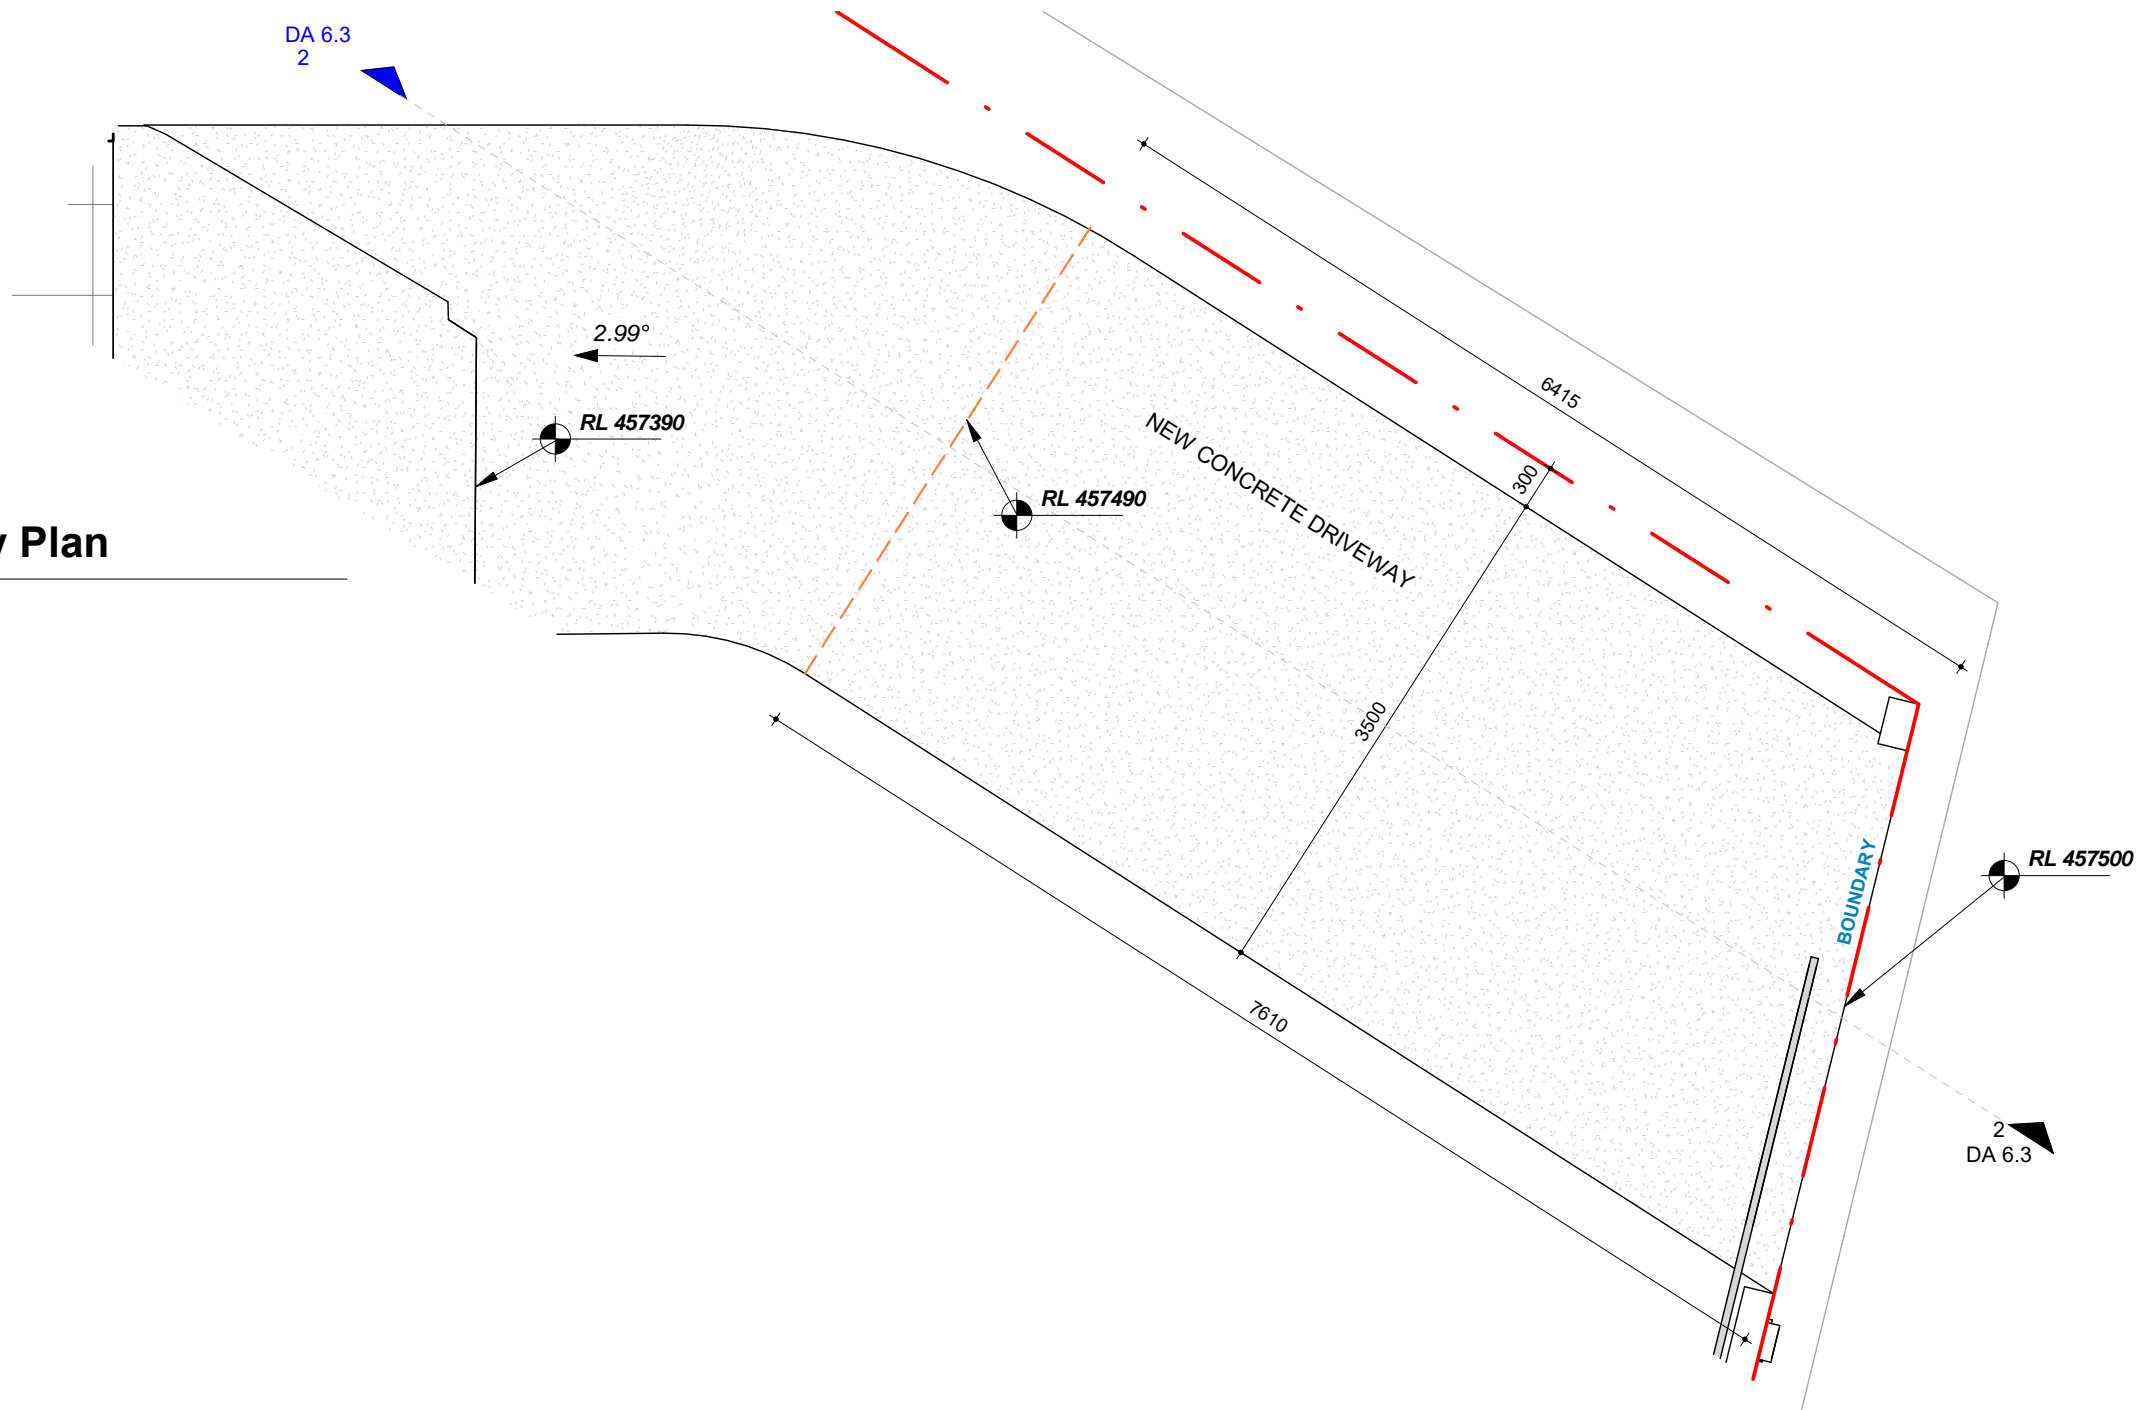 DA 6.3
2
2.99°
6415
RL 457390
NEW CONCRETE DRIVEWAY
300
RL 457490
Plan
3500
BOUNDARY
RL 457500
7610
2
DA 6.3